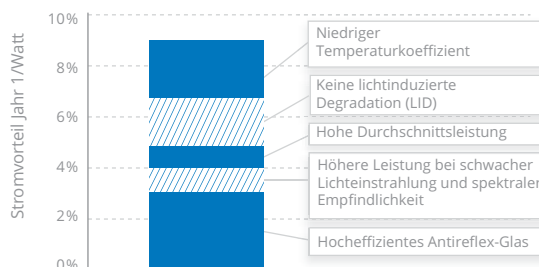 Stromvorteil Jahr 1/Watt
10%
8%
6%
4%
2%
0%
Niedriger
Temperaturkoeffizient
Keine lichtinduzierte
Degradation (LID)
Hohe Durchschnittsleistung
Höhere Leistung bei schwacher
Lichteinstrahlung und spektraler
Empfindlichkeit
Hocheffizientes Antireflex-Glas